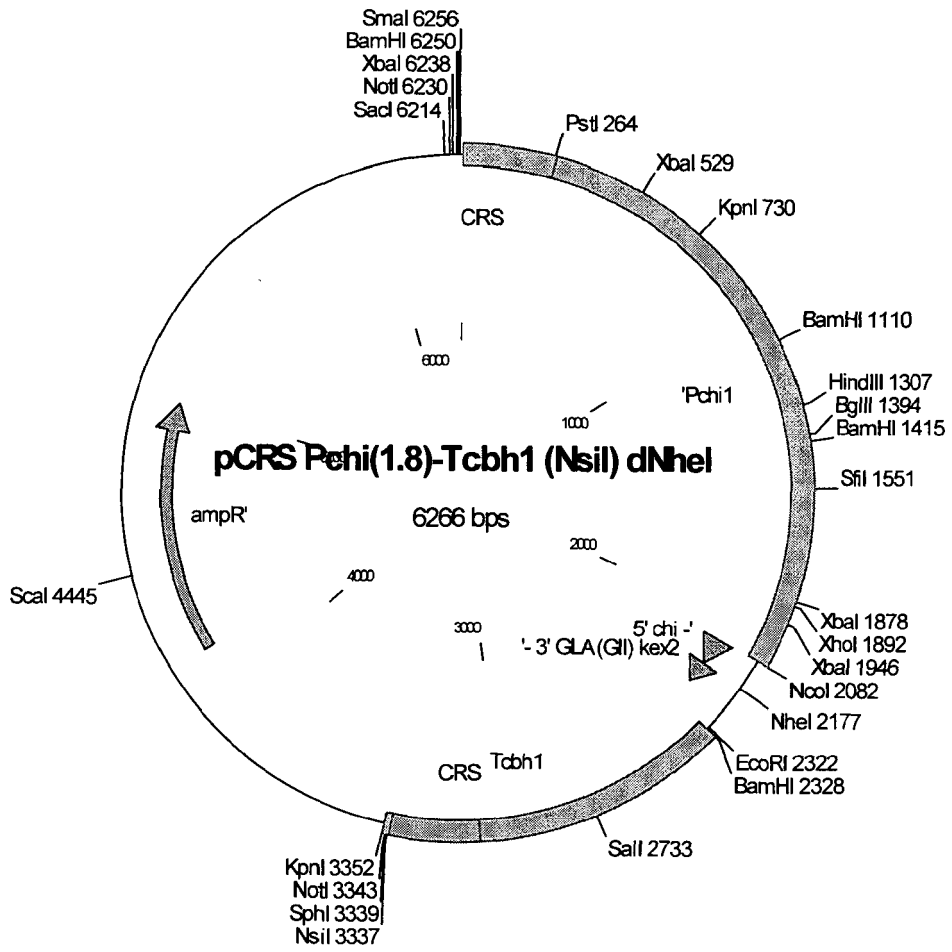 SmaI 6256
BamHI 6250
XbaI 6238
NotI 6230
SacI 6214
PstI 264
XbaI 529
KpnI 730
CRS
BamHI 1110
6000
HindIII 1307
'Pchi1
BglII 1394
1000
BamHI 1415
pCRS Pchi(1.8)-Tcbh1 (NsiI) dNheI
SfiI 1551
ampR'
6266 bps
2000
4000
ScaI 4445
3000
5' chi -'
'- 3' GLA (GII) kex2
XbaI 1878
XhoI 1892
XbaI 1946
NcoI 2082
NheI 2177
CRS
Tcbh1
EcoRI 2322
BamHI 2328
SalI 2733
KpnI 3352
NotI 3343
SphI 3339
NsiI 3337